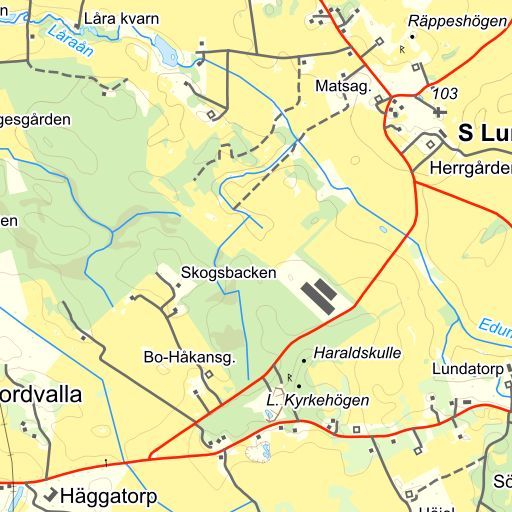 Låra kvarn
Räppeshögen
R
Låraån
Matsag.
103
gesgården
S Lun
Herrgården
en
Skogsbacken
Edum
Haraldskulle
Bo-Håkansg.
Lundatorp
R
ordvalla
L. Kyrkehögen
Häggatorp
Sö